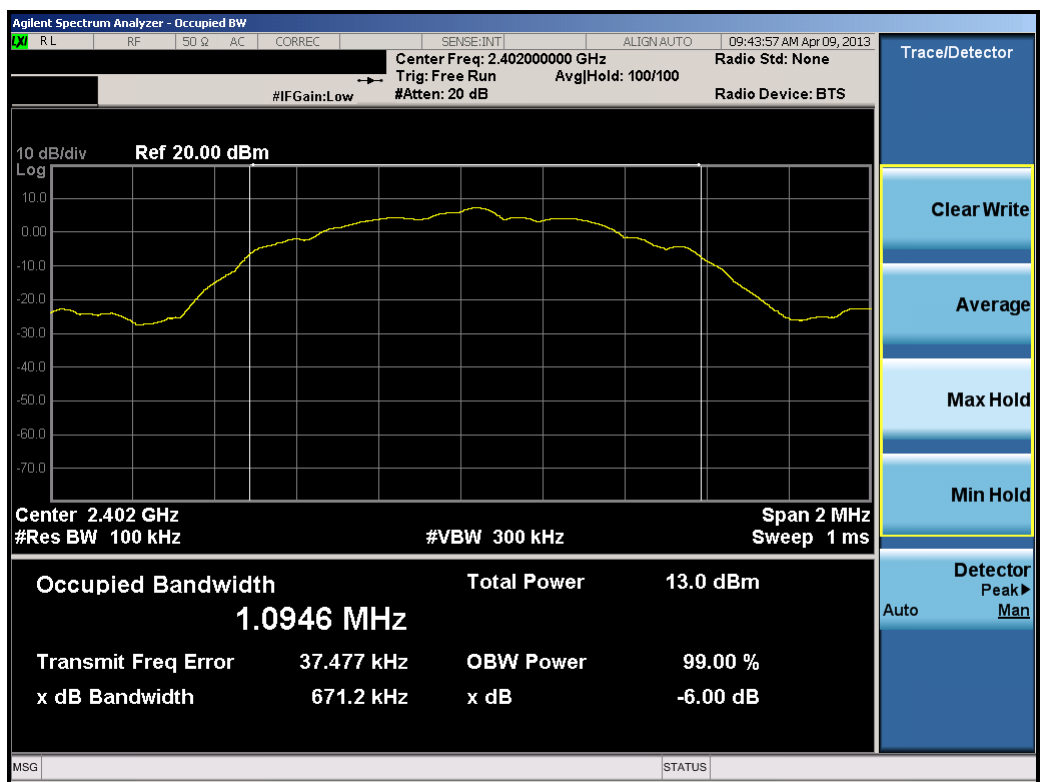 Agilent Spectrum Analyzer - Occupied BW
LXI RL RF 50 Ω AC CORREC SENSE:INT ALIGN AUTO 09:43:57 AM Apr 09, 2013
Center Freq: 2.402000000 GHz Radio Std: None
Trig: Free Run Avg|Hold: 100/100
#IFGain:Low #Atten: 20 dB Radio Device: BTS
Trace/Detector
10 dB/div Ref 20.00 dBm
Log
10.0
0.00
-10.0
-20.0
-30.0
-40.0
-50.0
-60.0
-70.0
Center 2.402 GHz Span 2 MHz
#Res BW 100 kHz #VBW 300 kHz Sweep 1 ms
Clear Write
Average
Max Hold
Min Hold
Detector
Peak▶
Auto Man
Occupied Bandwidth Total Power 13.0 dBm
1.0946 MHz
Transmit Freq Error 37.477 kHz OBW Power 99.00 %
x dB Bandwidth 671.2 kHz x dB -6.00 dB
MSG STATUS